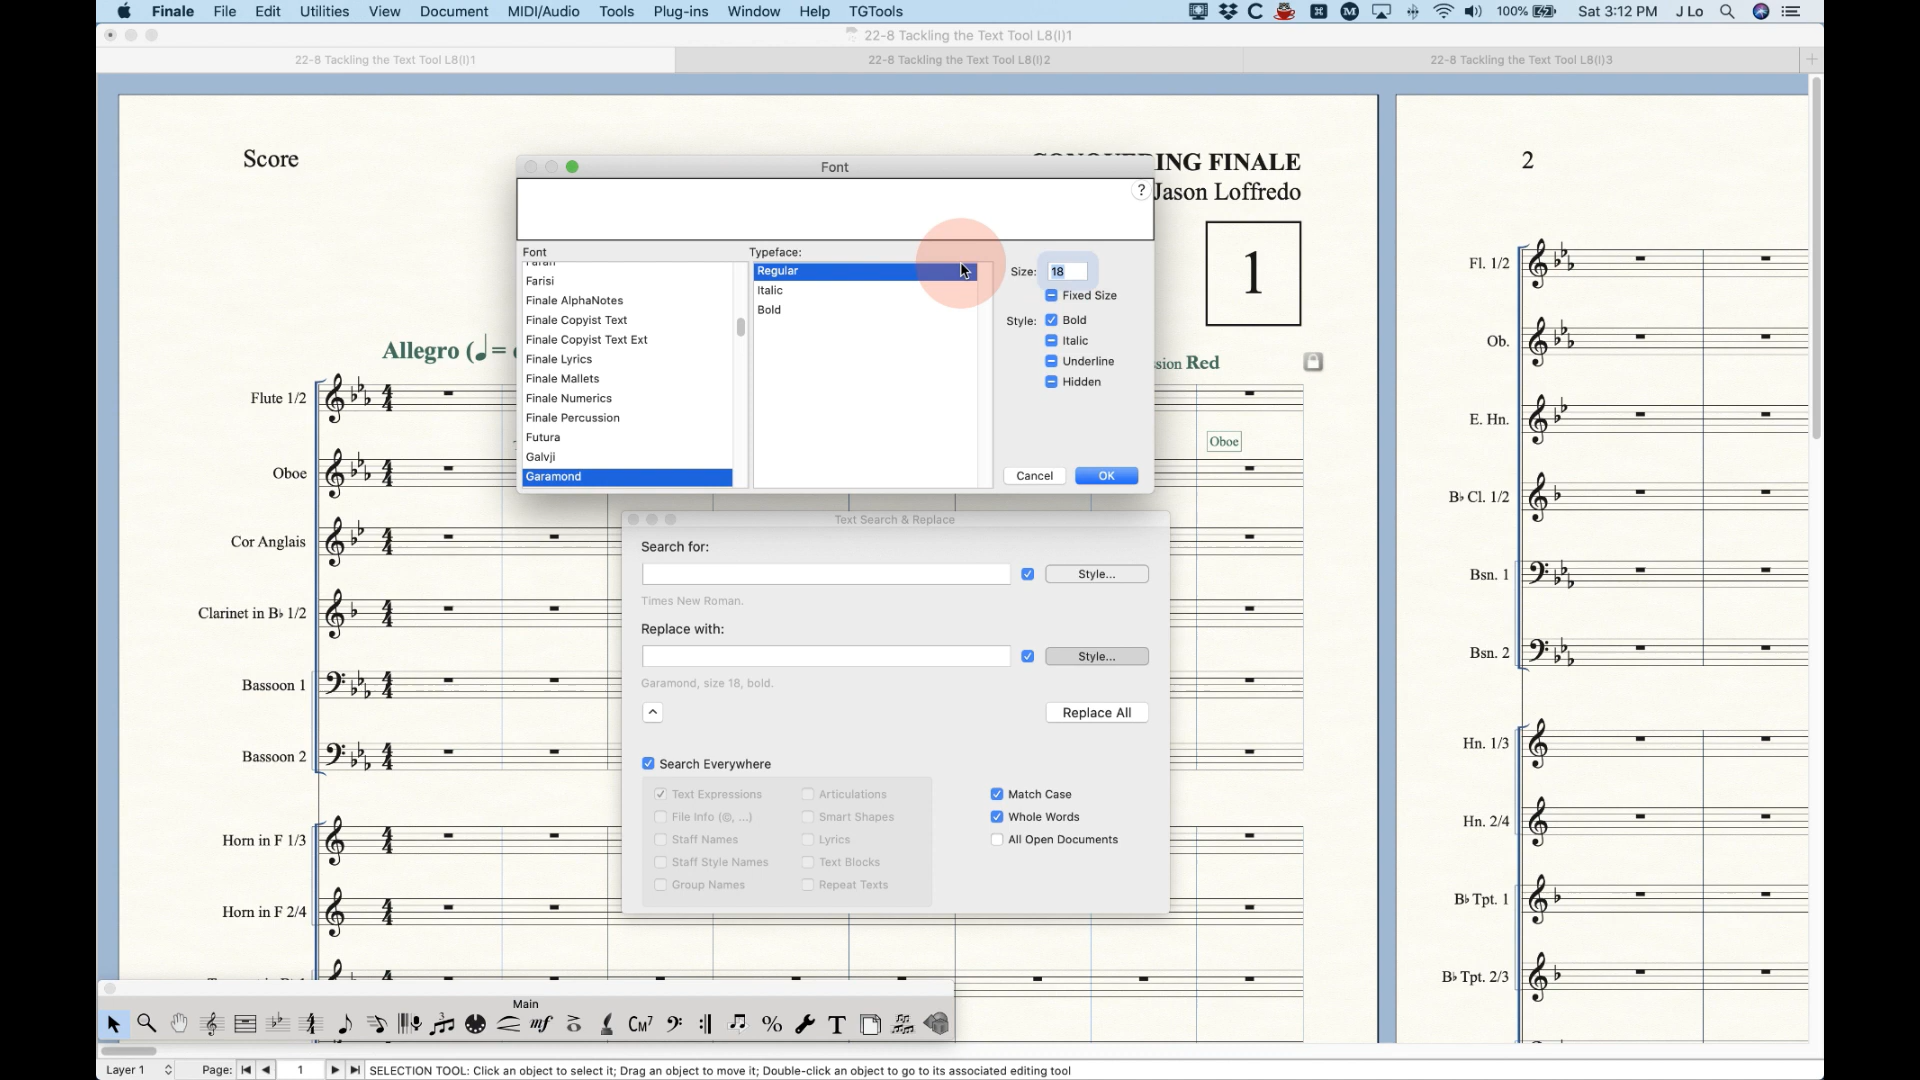 Finale File Edit Utilities View Document MIDI/Audio Tools Plug-ins Window Help TGTools
100% Sat 3:12 PM J Lo
22-8 Tackling the Text Tool L8(I)1
22-8 Tackling the Text Tool L8(I)1
22-8 Tackling the Text Tool L8(I)2
22-8 Tackling the Text Tool L8(I)3
Score
ING FINALE
Jason Loffredo
1
2
Allegro (
Red
Font
?
Font
Farisi
Finale AlphaNotes
Finale Copyist Text
Finale Copyist Text Ext
Finale Lyrics
Finale Mallets
Finale Numerics
Finale Percussion
Futura
Galvji
Garamond
Typeface:
Regular
Italic
Bold
Size: 18
Fixed Size
Style: Bold
Italic
Underline
Hidden
Cancel OK
Oboe
Text Search & Replace
Search for:
Style...
Times New Roman.
Replace with:
Style...
Garamond, size 18, bold.
Replace All
Search Everywhere
Text Expressions
File Info (@, ...)
Staff Names
Staff Style Names
Group Names
Articulations
Smart Shapes
Lyrics
Text Blocks
Repeat Texts
Match Case
Whole Words
All Open Documents
Flute 1/2
Oboe
Cor Anglais
Clarinet in B♭ 1/2
Bassoon 1
Bassoon 2
Horn in F 1/3
Horn in F 2/4
Fl. 1/2
Ob.
E. Hn.
B♭ Cl. 1/2
Bsn. 1
Bsn. 2
Hn. 1/3
Hn. 2/4
B♭ Tpt. 1
B♭ Tpt. 2/3
Main
mf CM7 % T
Layer 1 Page: 1 SELECTION TOOL: Click an object to select it; Drag an object to move it; Double-click an object to go to its associated editing tool